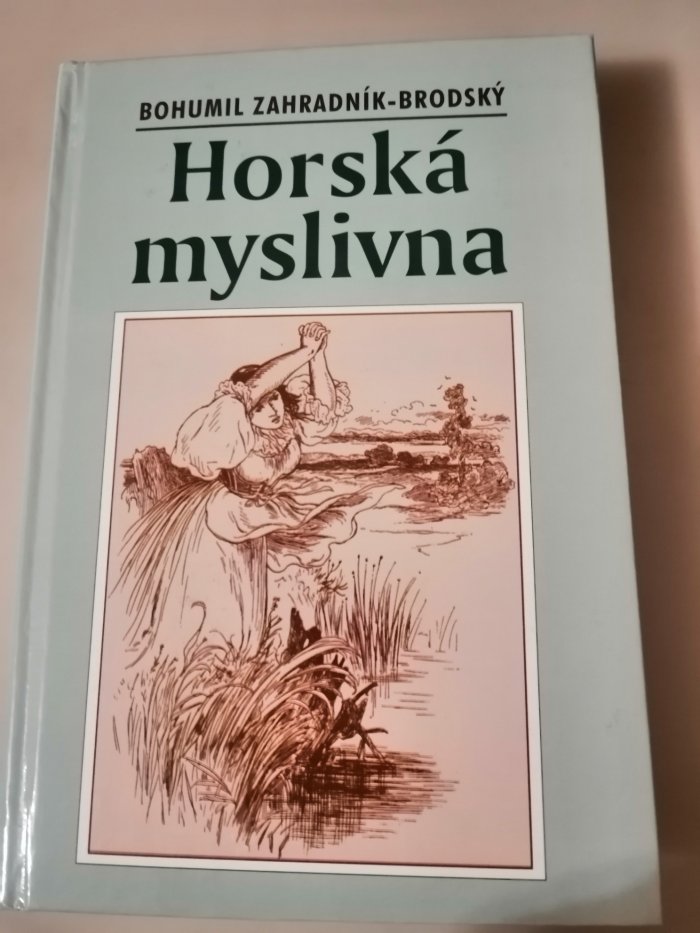 BOHUMIL ZAHRADNÍK-BRODSKÝ
Horská
myslivna